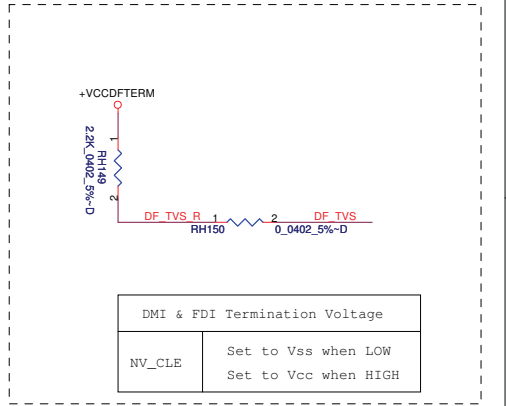 +VCCDFTERM
1
2.2K_0402_5%~D
RH149
2
DF_TVS_R 1 2 DF_TVS
RH150 0_0402_5%~D
DMI & FDI Termination Voltage
NV_CLE
Set to Vss when LOW
Set to Vcc when HIGH